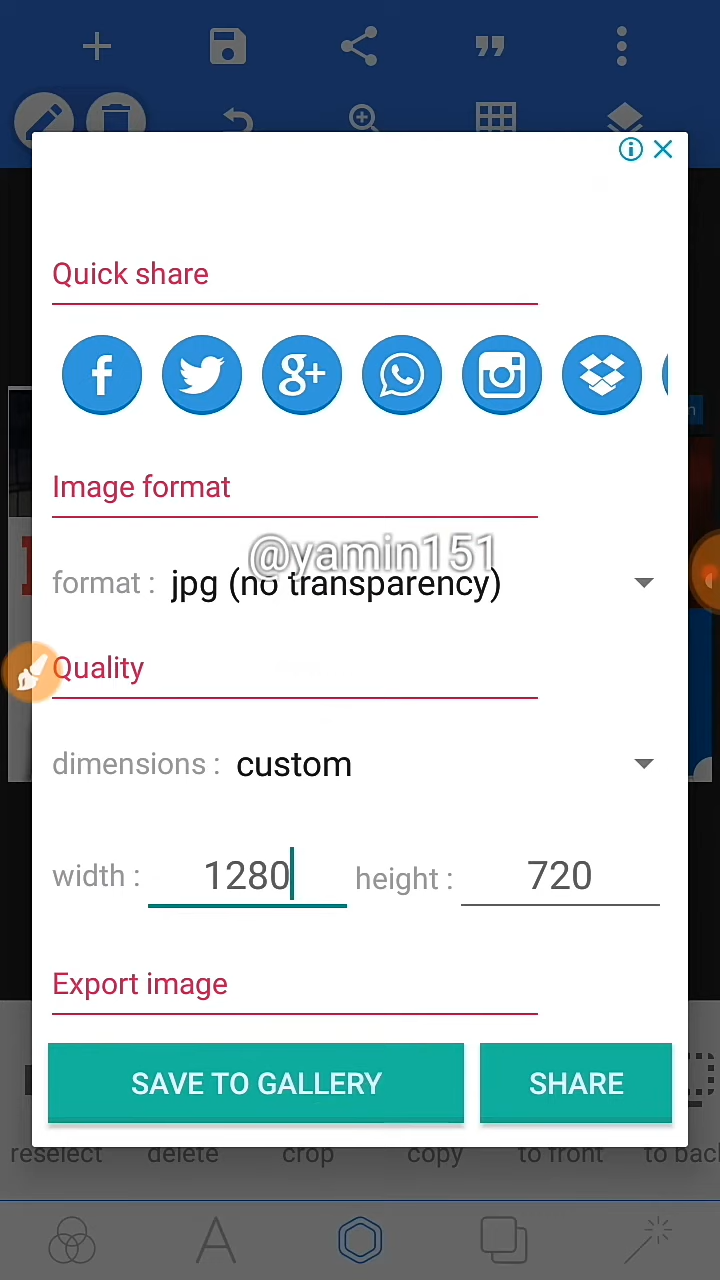 Quick share
Image format
@yamin151
format : jpg (no transparency)
Quality
dimensions : custom
width : 1280 height : 720
Export image
SAVE TO GALLERY SHARE
reselect delete crop copy to front to bac